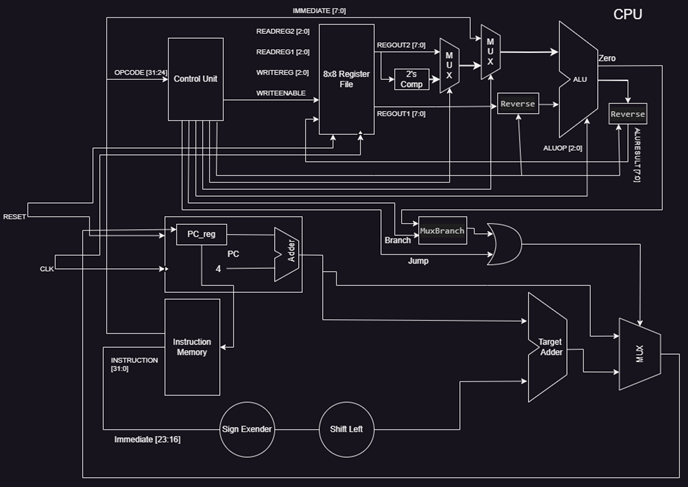 CPU
IMMEDIATE [7:0]
READREG2 [2:0]
READREG1 [2:0]
WRITEREG [2:0]
WRITEENABLE
OPCODE [31:24]
Control Unit
8x8 Register
File
REGOUT2 [7:0]
REGOUT1 [7:0]
2's
Comp
MUX
MUX
Reverse
ALU
Zero
Reverse
ALURESULT [7:0]
ALUOP [2:0]
RESET
CLK
PC_reg
PC
4
Adder
Branch
MuxBranch
Jump
Instruction
Memory
INSTRUCTION
[31:0]
Target
Adder
MUX
Immediate [23:16]
Sign Exender
Shift Left